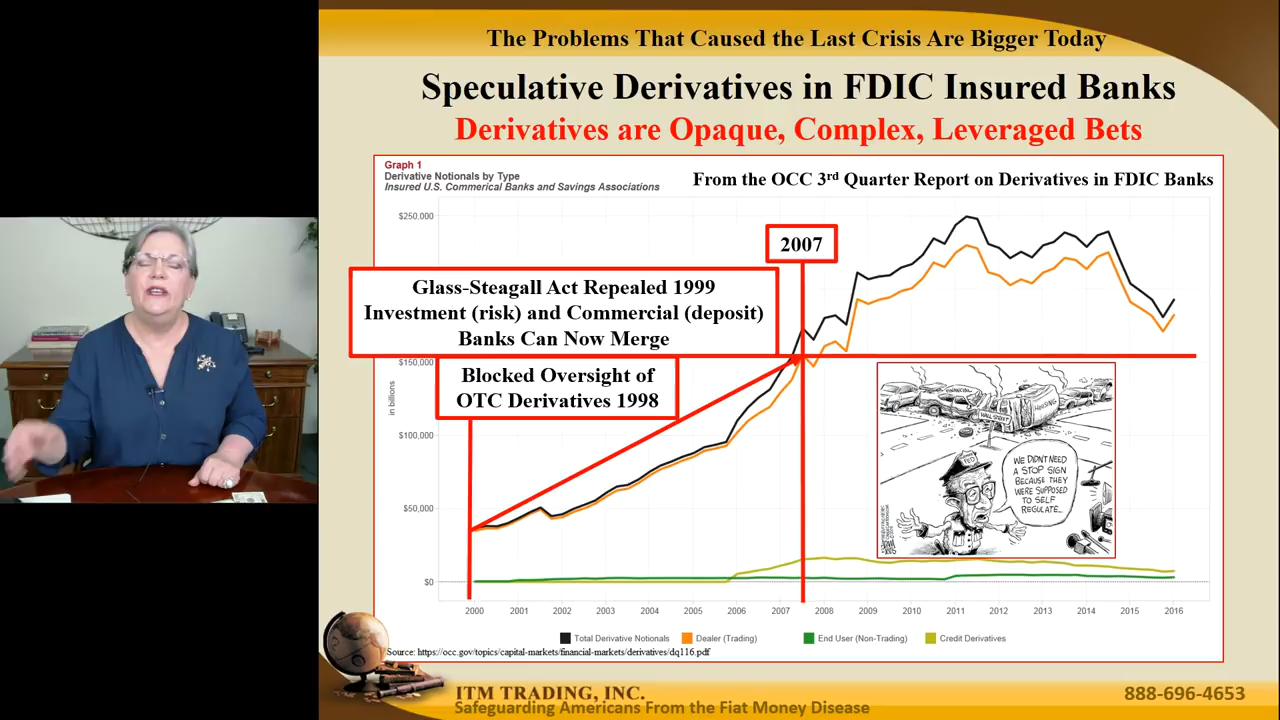 The Problems That Caused the Last Crisis Are Bigger Today
Speculative Derivatives in FDIC Insured Banks
Derivatives are Opaque, Complex, Leveraged Bets
Graph 1
Derivative Notionals by Type
Insured U.S. Commerical Banks and Savings Associations
From the OCC 3rd Quarter Report on Derivatives in FDIC Banks
$250,000
2007
Glass-Steagall Act Repealed 1999
Investment (risk) and Commercial (deposit)
Banks Can Now Merge
$150,000
Blocked Oversight of
OTC Derivatives 1998
in billions
$100,000
$50,000
$0
FINANCIAL
WALL STREET
HOUSING
FED
WE DIDN'T NEED
A STOP SIGN
BECAUSE THEY
WERE SUPPOSED
TO SELF
REGULATE...
2000 2001 2002 2003 2004 2005 2006 2007 2008 2009 2010 2011 2012 2013 2014 2015 2016
Total Derivative Notionals Dealer (Trading) End User (Non-Trading) Credit Derivatives
Source: https://occ.gov/topics/capital-markets/financial-markets/derivatives/dq116.pdf
ITM TRADING, INC.
Safeguarding Americans From the Fiat Money Disease
888-696-4653